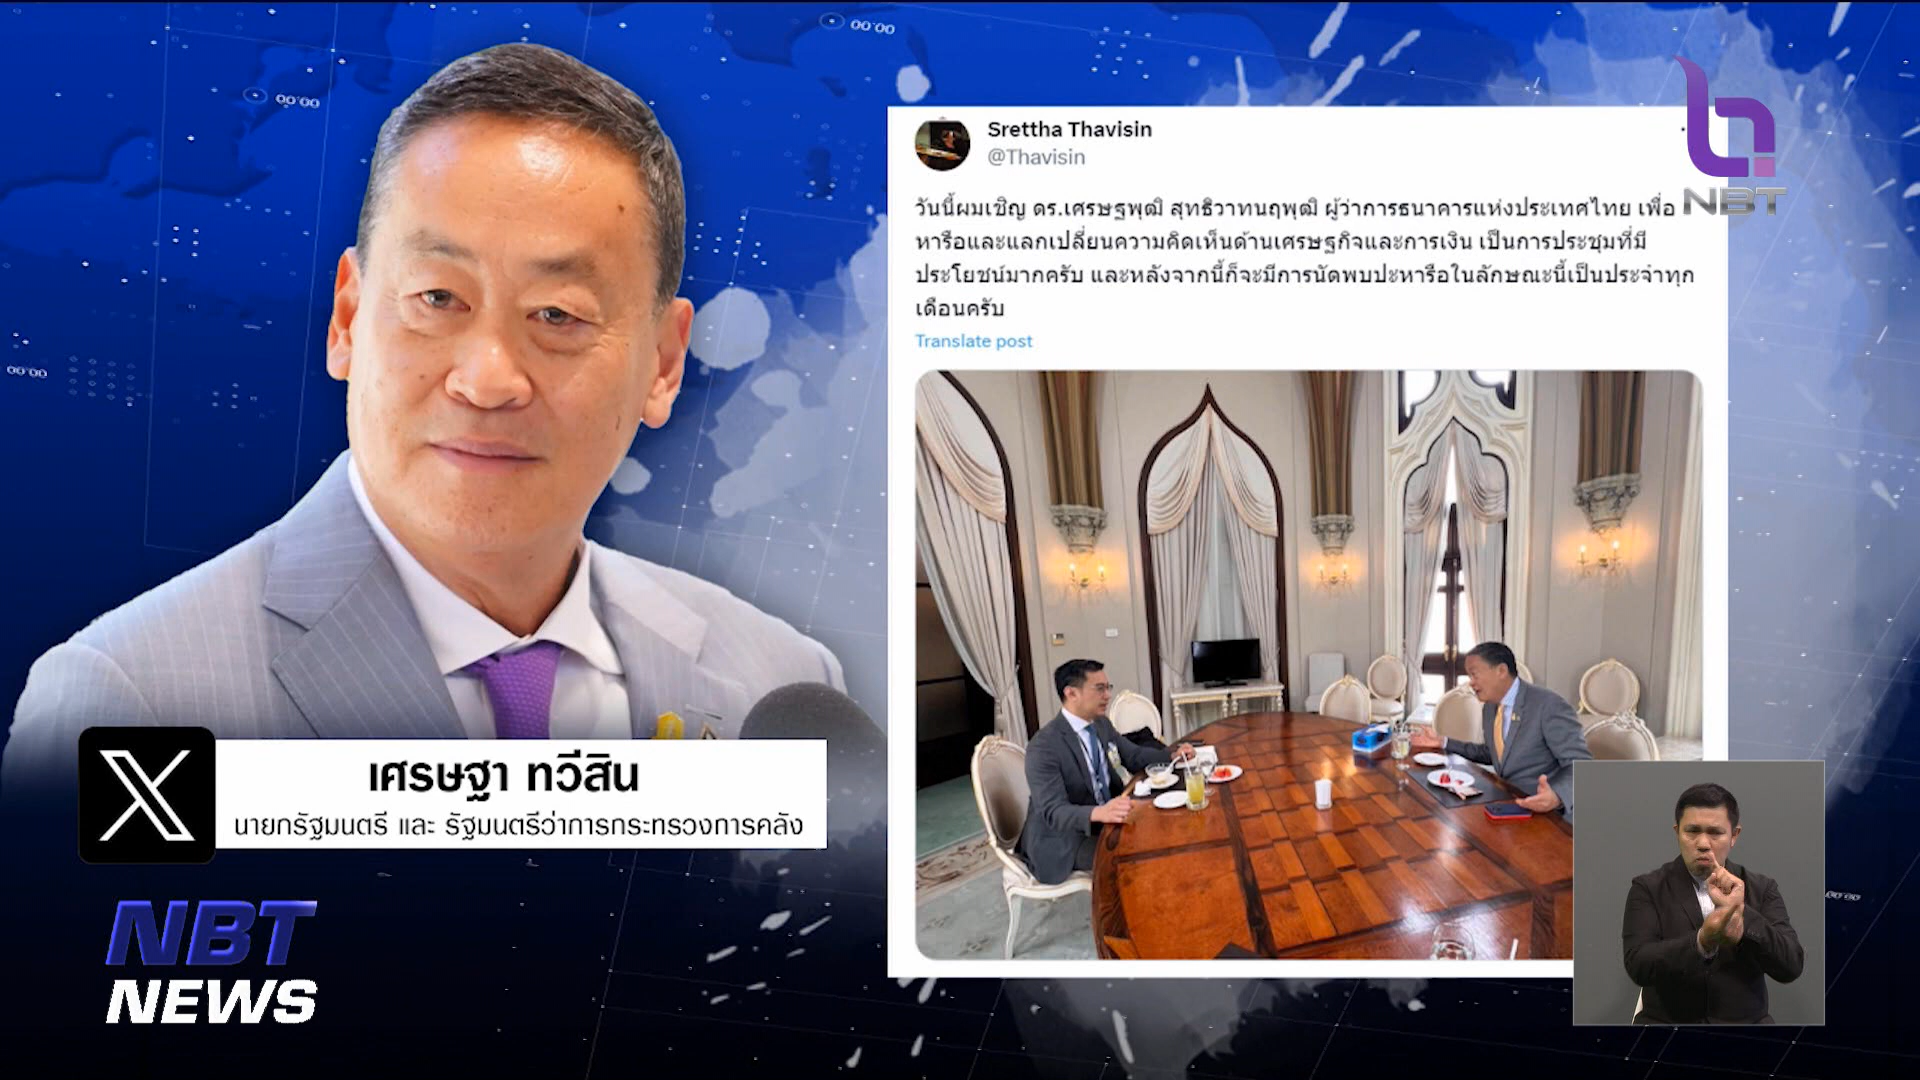 00:00
00:00
00:00
NBT
Srettha Thavisin
@Thavisin
วันนี้ผมเชิญ ดร.เศรษฐพุฒิ สุทธิวาทนฤพุฒิ ผู้ว่าการธนาคารแห่งประเทศไทย เพื่อ
หารือและแลกเปลี่ยนความคิดเห็นด้านเศรษฐกิจและการเงิน เป็นการประชุมที่มี
ประโยชน์มากครับ และหลังจากนี้ก็จะมีการนัดพบปะหารือในลักษณะนี้เป็นประจำทุก
เดือนครับ
Translate post
X
เศรษฐา ทวีสิน
นายกรัฐมนตรี และ รัฐมนตรีว่าการกระทรวงการคลัง
NBT
NEWS
00:00